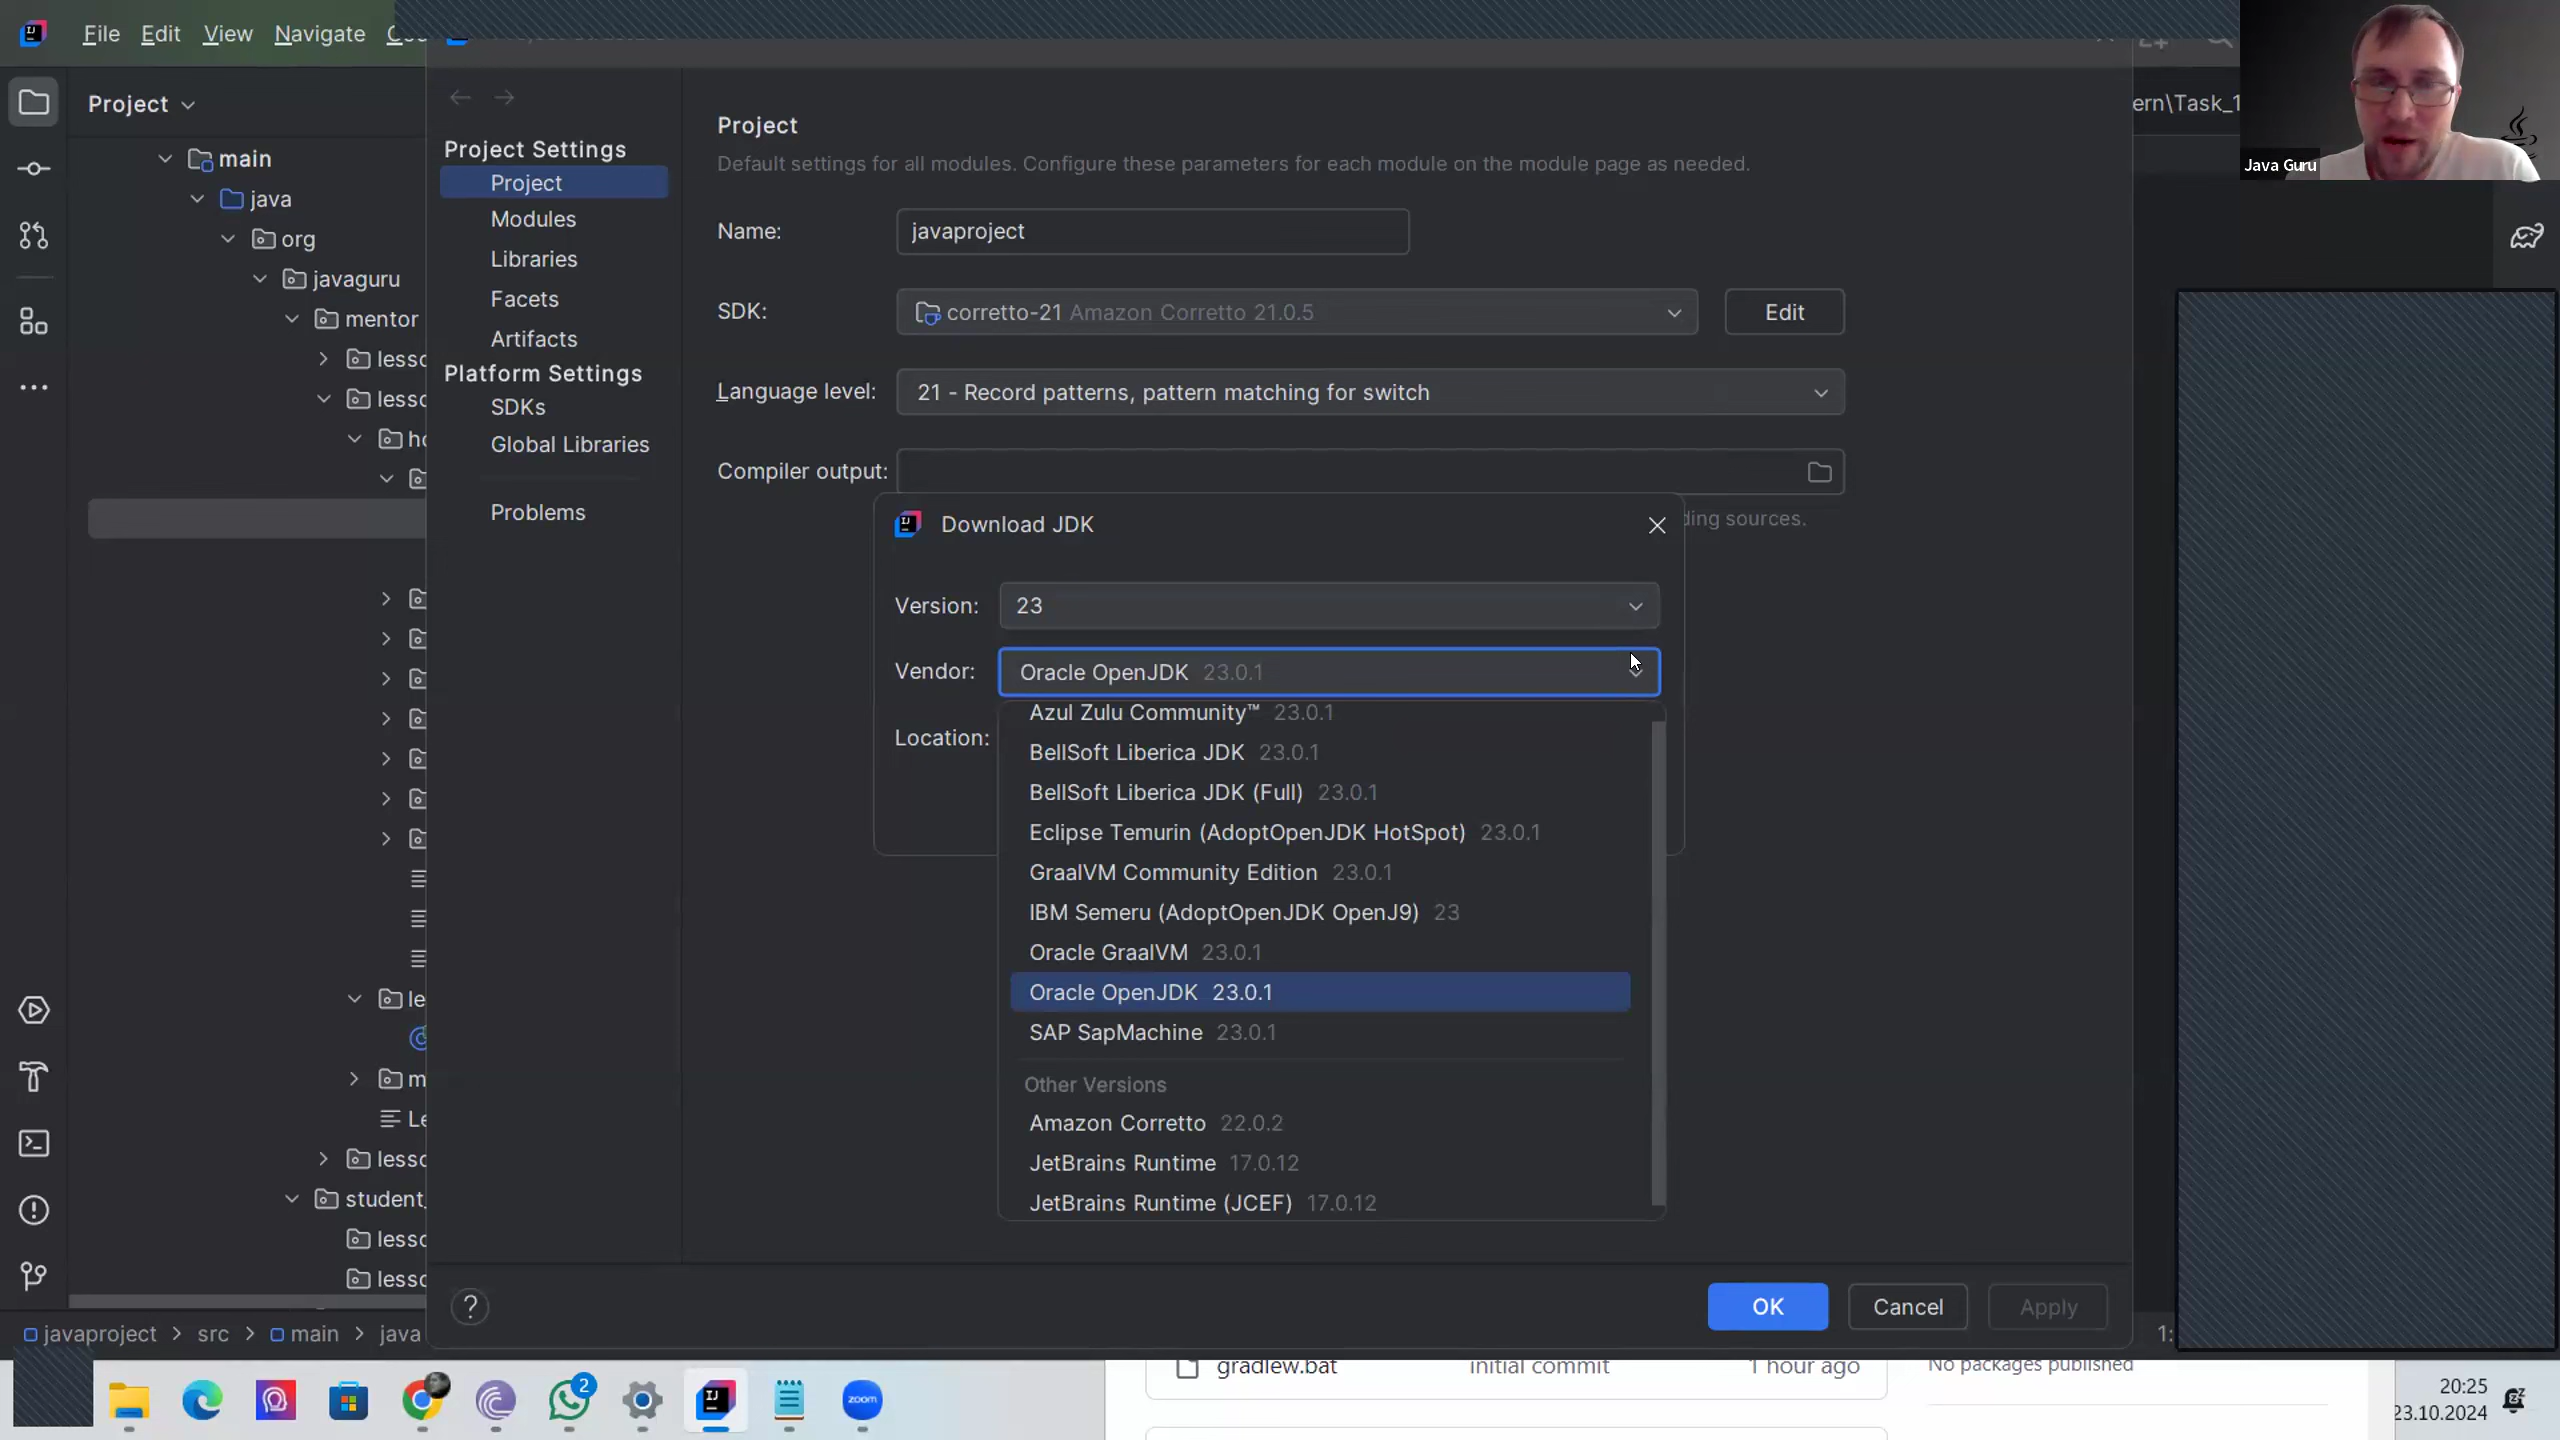 File Edit View Navigate
Project
main
java
org
javaguru
mentor
Project Settings
Project
Modules
Libraries
Facets
Artifacts
Platform Settings
SDKs
Global Libraries
Problems
Project
Default settings for all modules. Configure these parameters for each module on the module page as needed.
Name: javaproject
SDK: corretto-21 Amazon Corretto 21.0.5 Edit
Language level: 21 - Record patterns, pattern matching for switch
Compiler output:
ding sources.
Download JDK
Version: 23
Vendor: Oracle OpenJDK 23.0.1
Location:
Azul Zulu Community™ 23.0.1
BellSoft Liberica JDK 23.0.1
BellSoft Liberica JDK (Full) 23.0.1
Eclipse Temurin (AdoptOpenJDK HotSpot) 23.0.1
GraalVM Community Edition 23.0.1
IBM Semeru (AdoptOpenJDK OpenJ9) 23
Oracle GraalVM 23.0.1
Oracle OpenJDK 23.0.1
SAP SapMachine 23.0.1
Other Versions
Amazon Corretto 22.0.2
JetBrains Runtime 17.0.12
JetBrains Runtime (JCEF) 17.0.12
student_
OK Cancel Apply
javaproject > src > main > java
ern\Task_1
Java Guru
gradlew.bat initial commit 1 hour ago
No packages published
2
zoom
20:25
23.10.2024